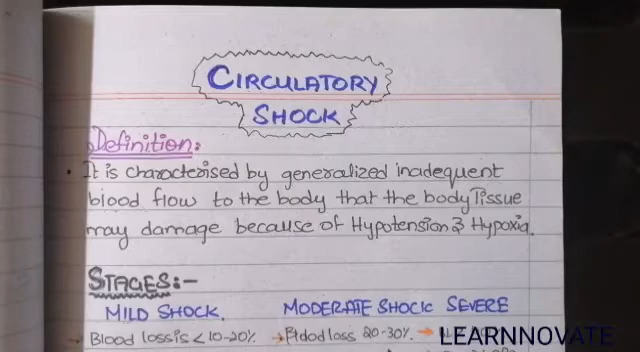 CIRCULATORY
SHOCK
Definition:
• It is characterised by generalized inadequent
blood flow to the body that the body Tissue
may damage because of Hypotension & Hypoxia.
STAGES:-
MILD SHOCK. MODERATE SHOCK SEVERE
→ Blood loss is < 10-20% → Blood loss 20-30% →
LEARNNOVATE